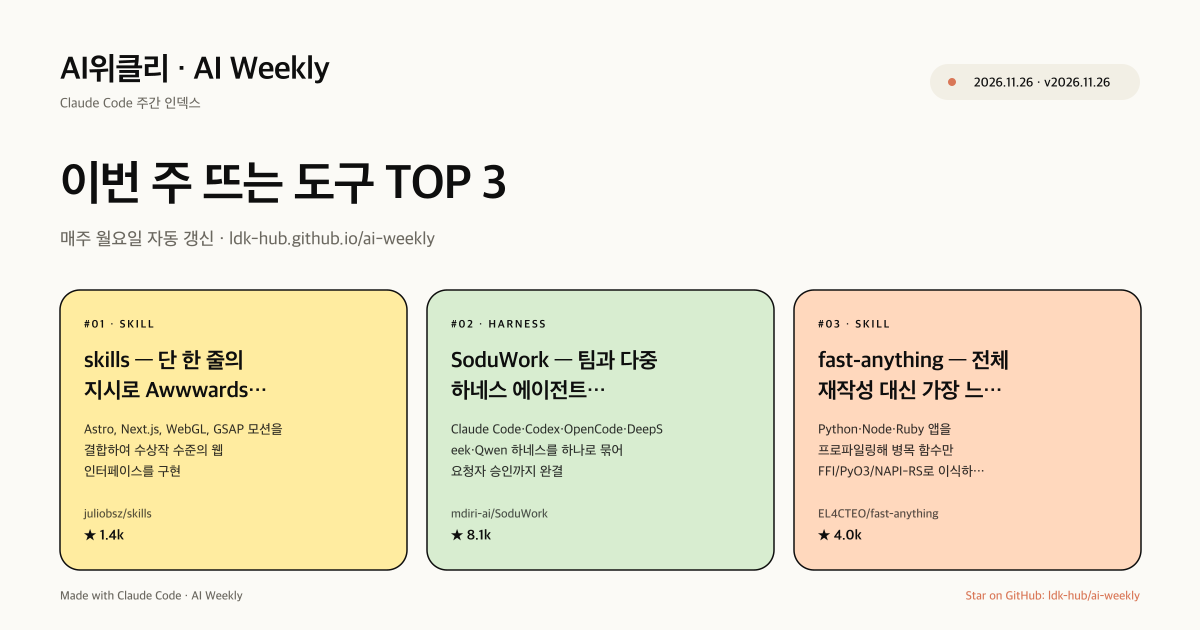 AI위클리 · AI Weekly
Claude Code 주간 인덱스
2026.11.26 · v2026.11.26
이번 주 뜨는 도구 TOP 3
매주 월요일 자동 갱신 · ldk-hub.github.io/ai-weekly
#01 · SKILL
skills — 단 한 줄의
지시로 Awwwards…
Astro, Next.js, WebGL, GSAP 모션을
결합하여 수상작 수준의 웹
인터페이스를 구현
juliobsz/skills
★ 1.4k
#02 · HARNESS
SoduWork — 팀과 다중
하네스 에이전트…
Claude Code·Codex·OpenCode·DeepS
eek·Qwen 하네스를 하나로 묶어
요청자 승인까지 완결
mdiri-ai/SoduWork
★ 8.1k
#03 · SKILL
fast-anything — 전체
재작성 대신 가장 느…
Python·Node·Ruby 앱을
프로파일링해 병목 함수만
FFI/PyO3/NAPI-RS로 이식하…
EL4CTEO/fast-anything
★ 4.0k
Made with Claude Code · AI Weekly
Star on GitHub: ldk-hub/ai-weekly